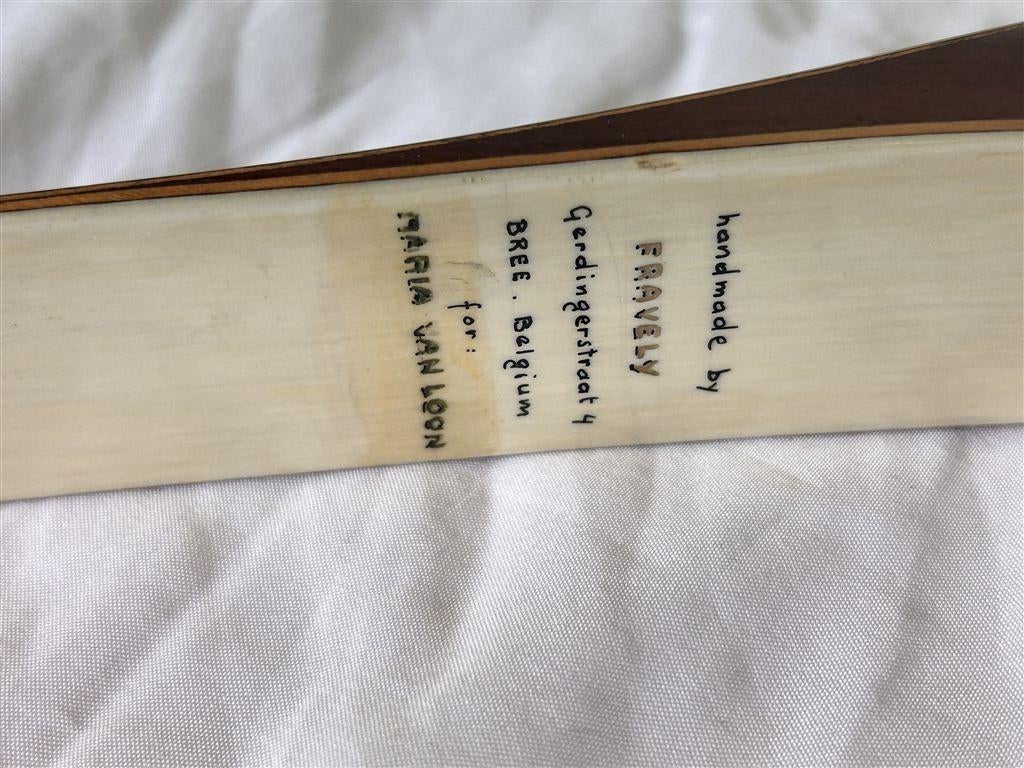 handmade by
FRAVELY
Gerdingerstraat 4
BREE. Belgium
for:
MARIA VAN LOON